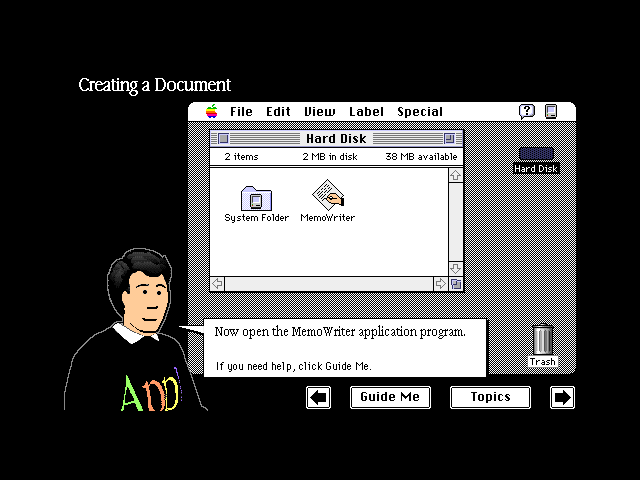 Creating a Document
File Edit View Label Special
Hard Disk
2 items 2 MB in disk 38 MB available
System Folder MemoWriter
Hard Disk
Now open the MemoWriter application program.
If you need help, click Guide Me.
Trash
Appl
Guide Me Topics